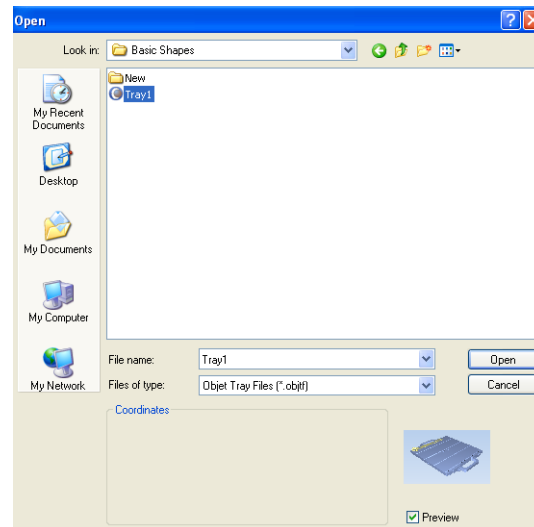 Open
Look in: Basic Shapes
New
Tray1
My Recent
Documents
Desktop
My Documents
My Computer
My Network
File name: Tray1 Open
Files of type: Objet Tray Files (*.objtf) Cancel
Coordinates
Preview